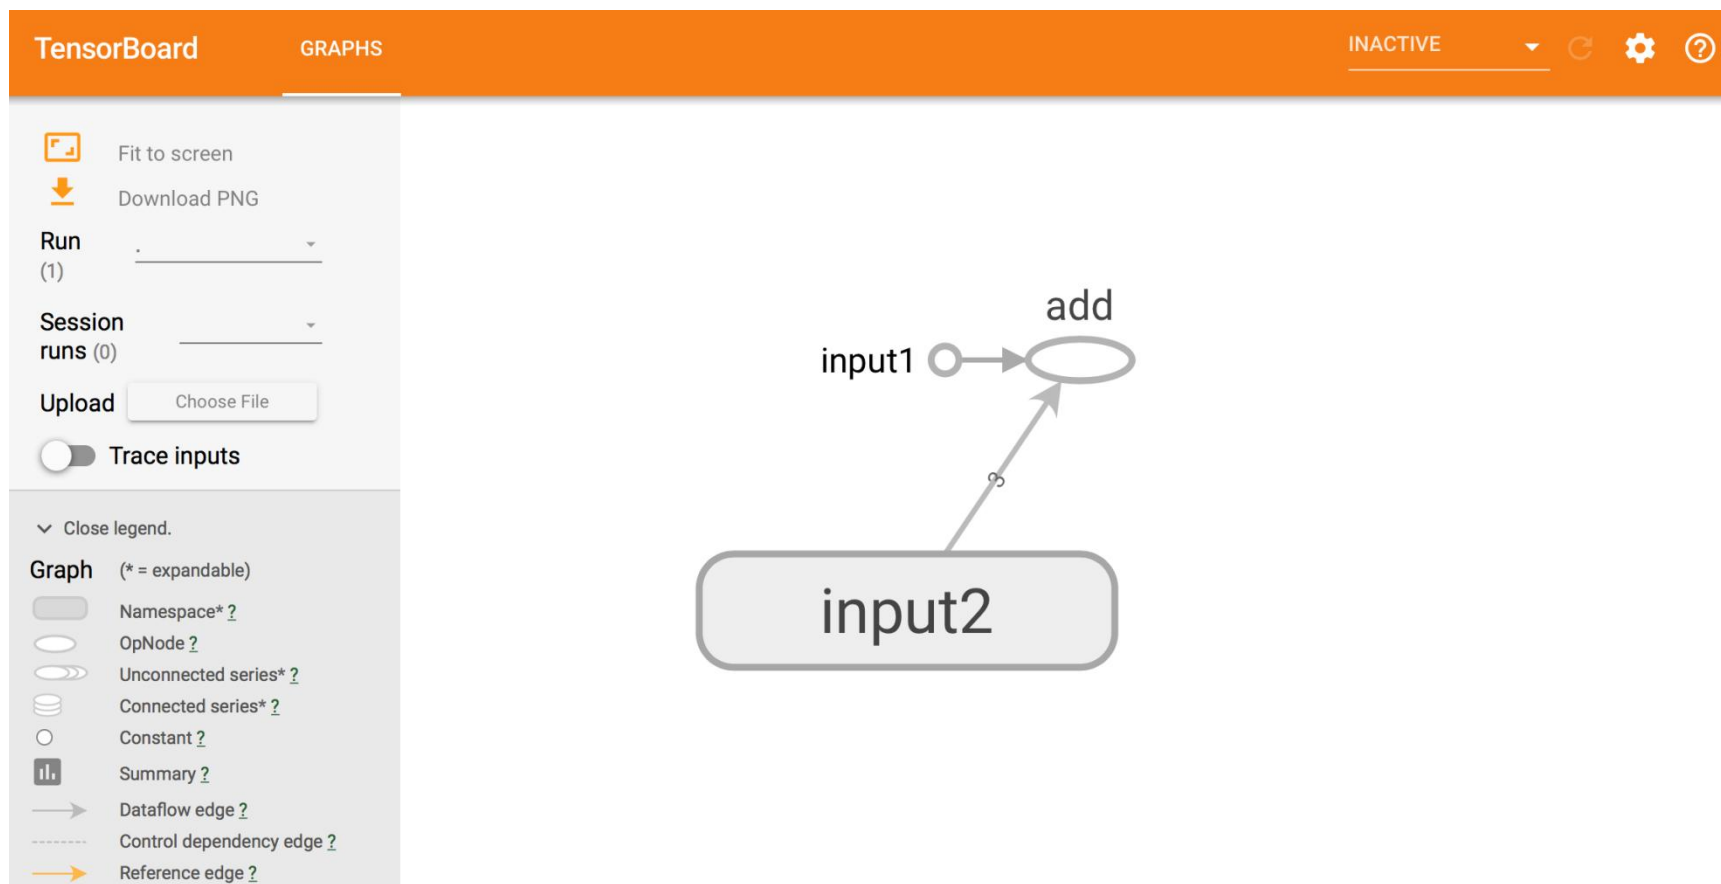 TensorBoard GRAPHS INACTIVE
Fit to screen
Download PNG
Run
(1)
.
Session
runs (0)
Upload Choose File
Trace inputs
Close legend.
Graph (* = expandable)
Namespace* ?
OpNode ?
Unconnected series* ?
Connected series* ?
Constant ?
Summary ?
Dataflow edge ?
Control dependency edge ?
Reference edge ?
add
input1
3
input2